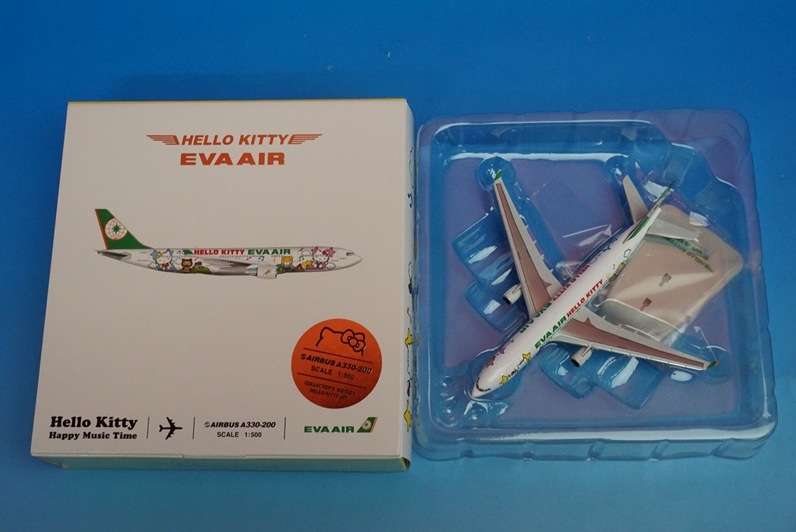 HELLO KITTY
EVA AIR
HELLO KITTY EVA AIR
AIRBUS A330-200
SCALE 1:500
Hello Kitty
Happy Music Time
AIRBUS A330-200
SCALE 1:500
EVA AIR
EVA AIR HELLO KITTY